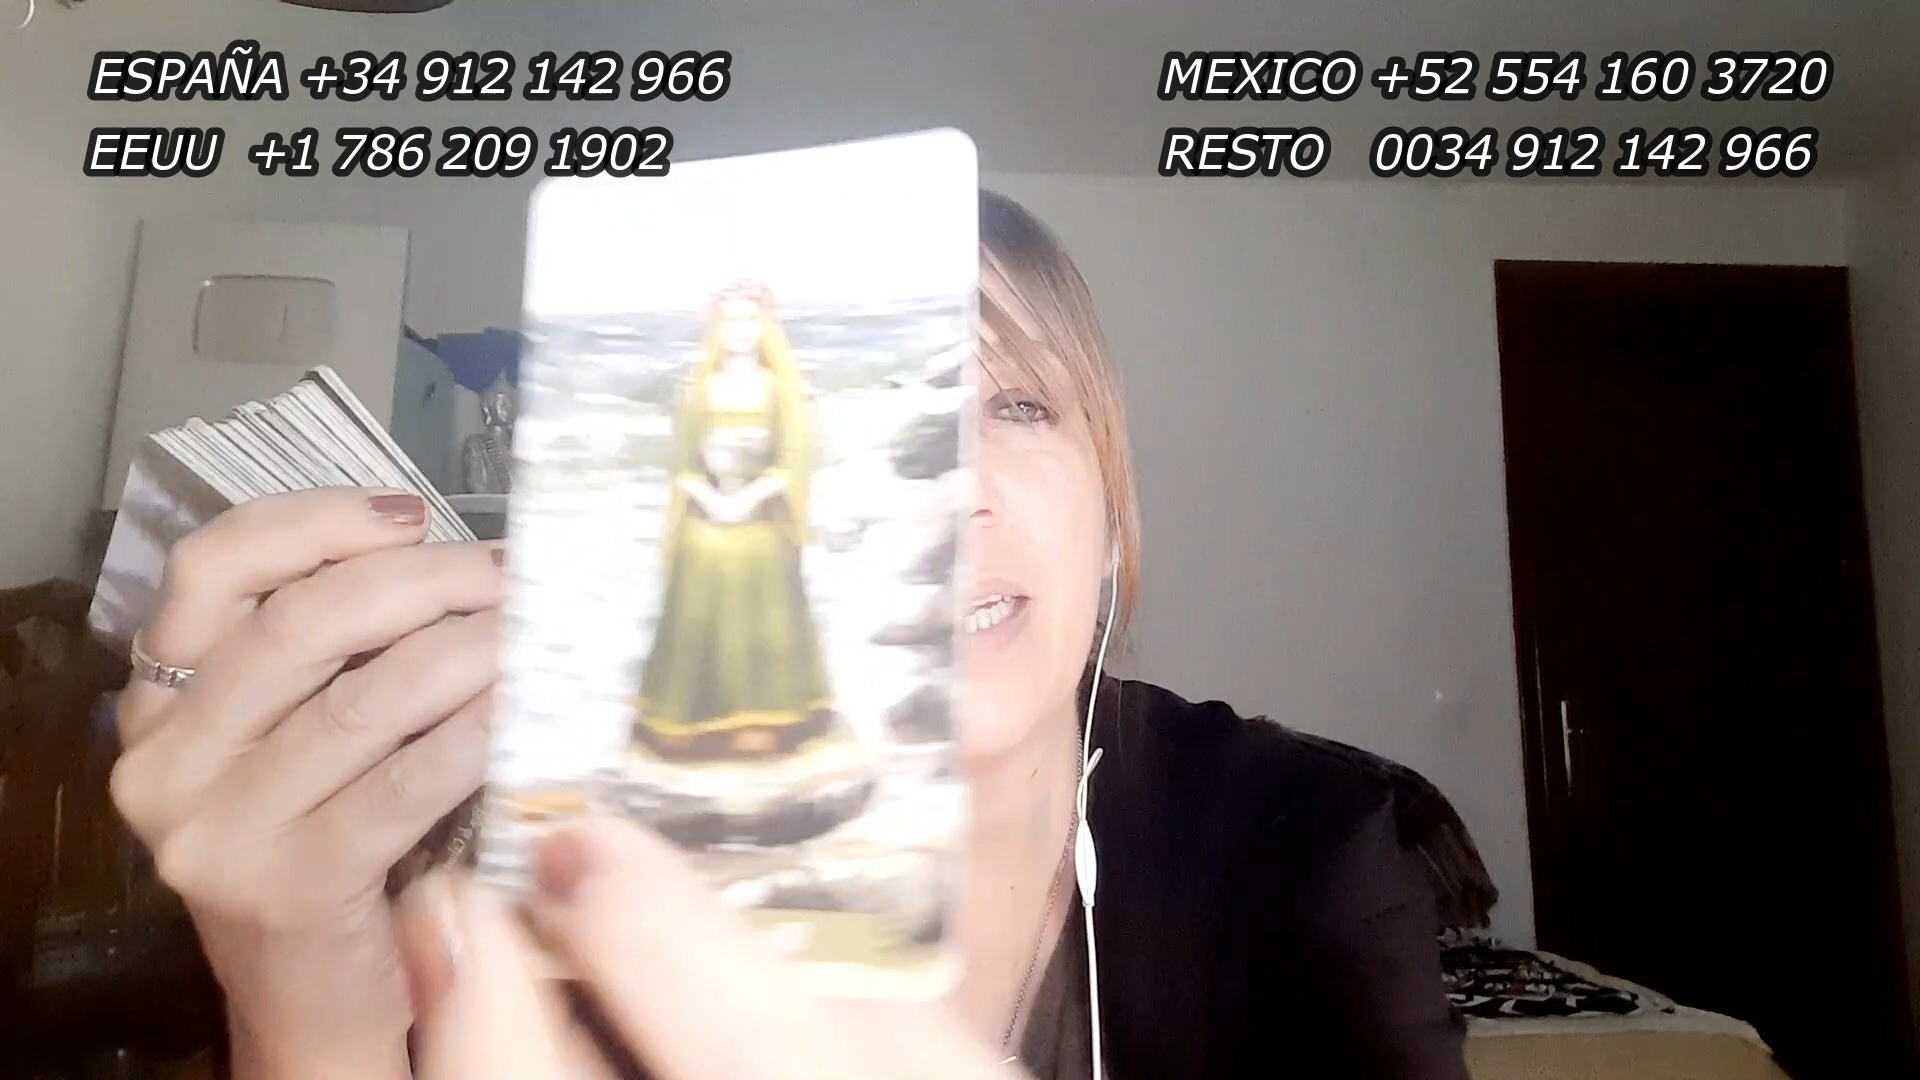 ESPAÑA +34 912 142 966
EEUU +1 786 209 1902
MEXICO +52 554 160 3720
RESTO 0034 912 142 966